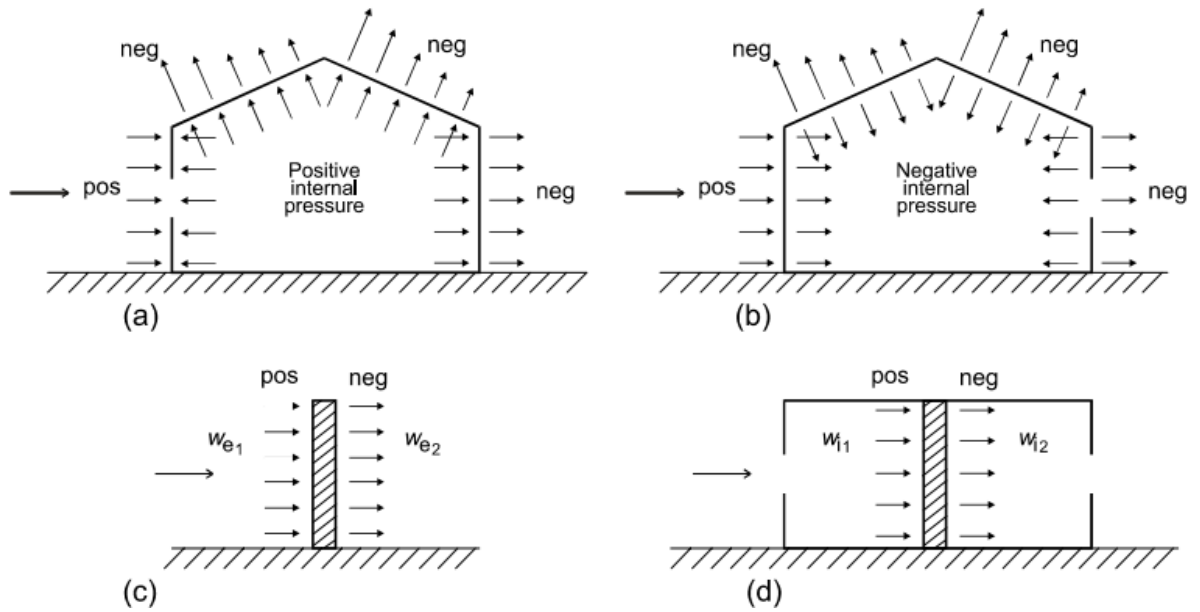 neg
neg
pos
Positive
internal
pressure
neg
(a)
neg
neg
pos
Negative
internal
pressure
neg
(b)
pos neg
we1
we2
(c)
pos neg
wi1
wi2
(d)